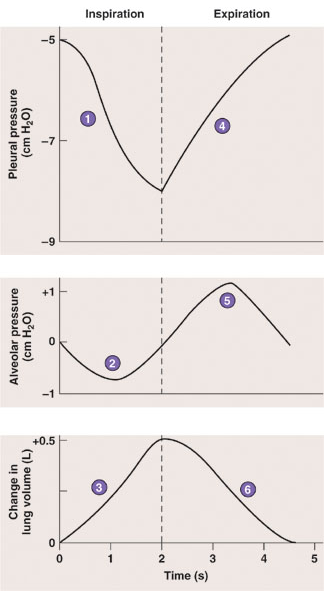 Inspiration Expiration
Pleural pressure
(cm H₂O)
−5
−7
−9
1
4
Alveolar pressure
(cm H₂O)
+1
0
−1
2
5
Change in
lung volume (L)
+0.5
0
3
6
0 1 2 3 4 5
Time (s)